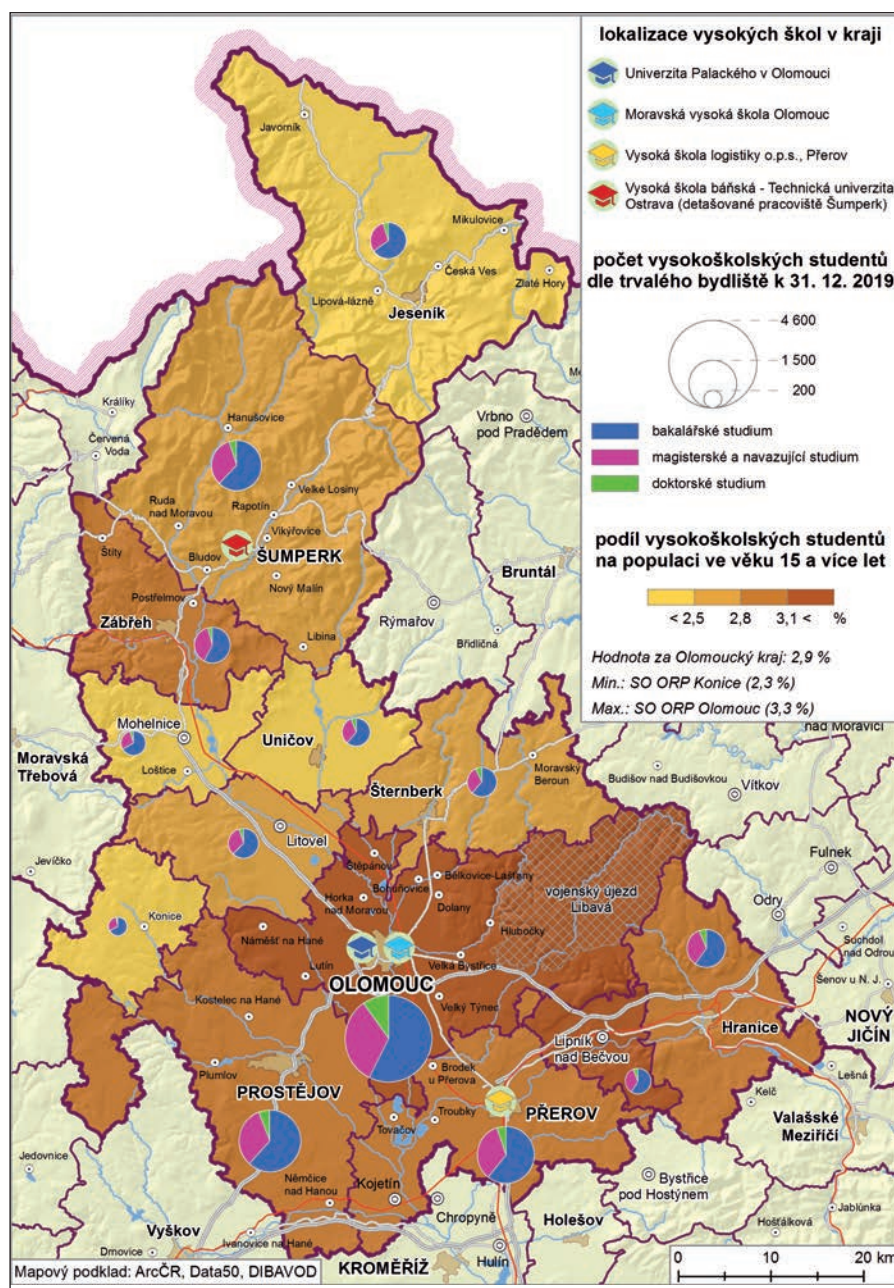 lokalizace vysokých škol v kraji
Univerzita Palackého v Olomouci
Moravská vysoká škola Olomouc
Vysoká škola logistiky o.p.s., Přerov
Vysoká škola báňská - Technická univerzita
Ostrava (detašované pracoviště Šumperk)
počet vysokoškolských studentů
dle trvalého bydliště k 31. 12. 2019
4 600
1 500
200
bakalářské studium
magisterské a navazující studium
doktorské studium
podíl vysokoškolských studentů
na populaci ve věku 15 a více let
< 2,5 2,8 3,1 < %
Hodnota za Olomoucký kraj: 2,9 %
Min.: SO ORP Konice (2,3 %)
Max.: SO ORP Olomouc (3,3 %)
Javorník
Mikulovice
Česká Ves
Zlaté Hory
Lipová-lázně
Jeseník
Králíky
Hanušovice
Vrbno
pod Pradědem
Červená
Voda
Velké Losiny
Ruda
nad Moravou
Rapotín
Vikýřovice
Štíty
Bludov
ŠUMPERK
Bruntál
Nový Malín
Postřelmov
Rýmařov
Zábřeh
Libina
Břidličná
Mohelnice
Uničov
nad Moravicí
Moravská
Třebová
Loštice
Moravský
Beroun
Budišov nad Budišovkou
Šternberk
Vítkov
Litovel
Štěpánov
Jevíčko
Fulnek
Bohuňovice
Bělkovice-Lašťany
vojenský újezd
Libavá
Horka
nad Moravou
Dolany
Odry
Konice
Náměšť na Hané
Hlubočky
Suchdol
nad Odrou
Lutín
Velká Bystřice
Šenov u N. J.
OLOMOUC
Kostelec na Hané
Velký Týnec
NOVÝ
JIČÍN
Hranice
Lipník
nad Bečvou
Plumlov
Brodek
u Přerova
Lešná
PROSTĚJOV
Kelč
Troubky
PŘEROV
Tovačov
Valašské
Meziříčí
Jedovnice
Němčice
nad Hanou
Kojetín
Bystřice
pod Hostýnem
Chropyně
Jablůnka
Vyškov
Holešov
Hošťálková
Drnovice
Ivanovice na Hané
Hulín
KROMĚŘÍŽ
0 10 20 km
Mapový podklad: ArcČR, Data50, DIBAVOD